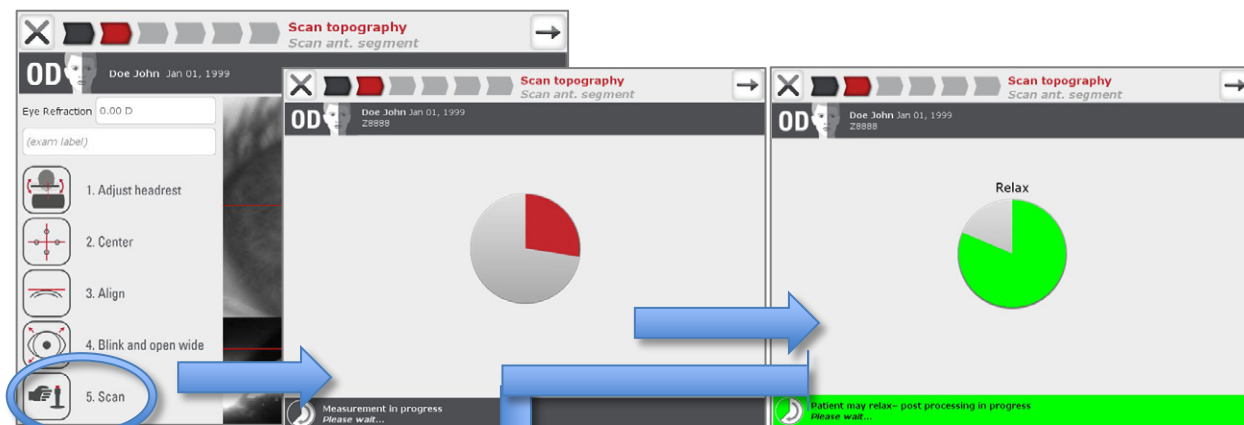 Scan topography
Scan ant. segment
OD
Doe John Jan 01, 1999
Eye Refraction 0.00 D
(exam label)
1. Adjust headrest
2. Center
3. Align
4. Blink and open wide
5. Scan
Scan topography
Scan ant. segment
OD
Doe John Jan 01, 1999
Z8888
Measurement in progress
Please wait...
Scan topography
Scan ant. segment
OD
Doe John Jan 01, 1999
Z8888
Relax
Patient may relax– post processing in progress
Please wait...